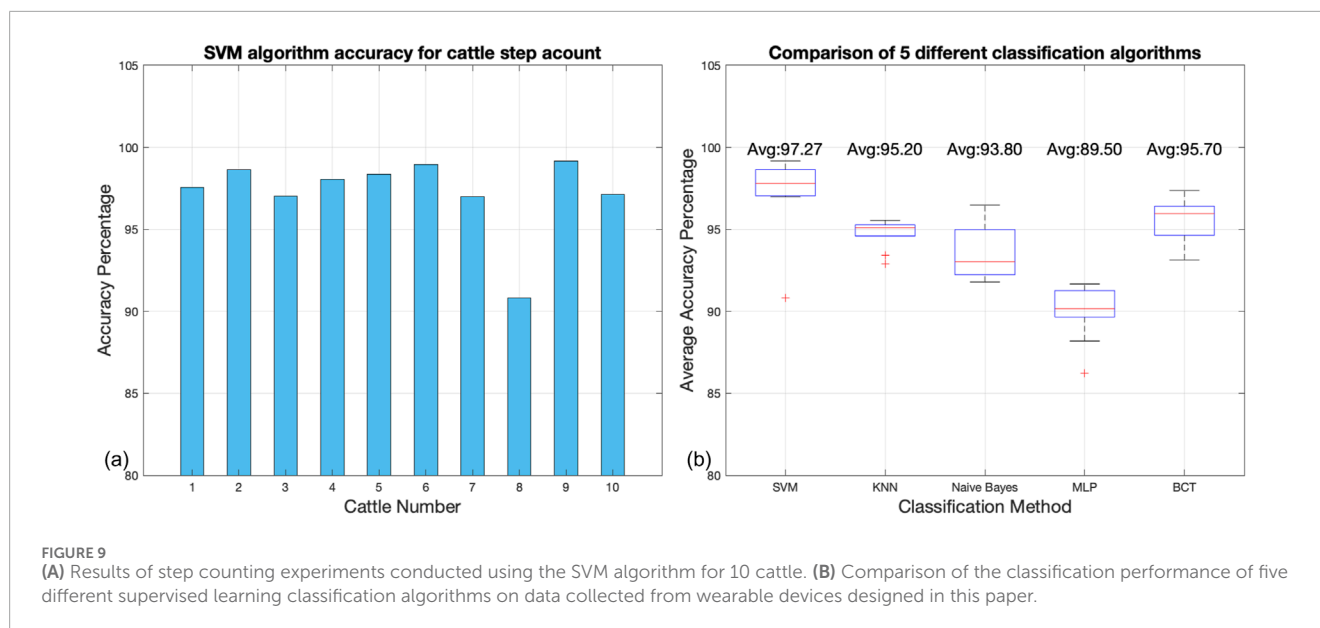 SVM algorithm accuracy for cattle step acount
105
100
95
90
85
80
Accuracy Percentage
(a)
1 2 3 4 5 6 7 8 9 10
Cattle Number
Comparison of 5 different classification algorithms
105
100
95
90
85
80
Average Accuracy Percentage
Avg:97.27 Avg:95.20 Avg:93.80 Avg:89.50 Avg:95.70
(b)
SVM KNN Naive Bayes MLP BCT
Classification Method
FIGURE 9
(A) Results of step counting experiments conducted using the SVM algorithm for 10 cattle. (B) Comparison of the classification performance of five
different supervised learning classification algorithms on data collected from wearable devices designed in this paper.